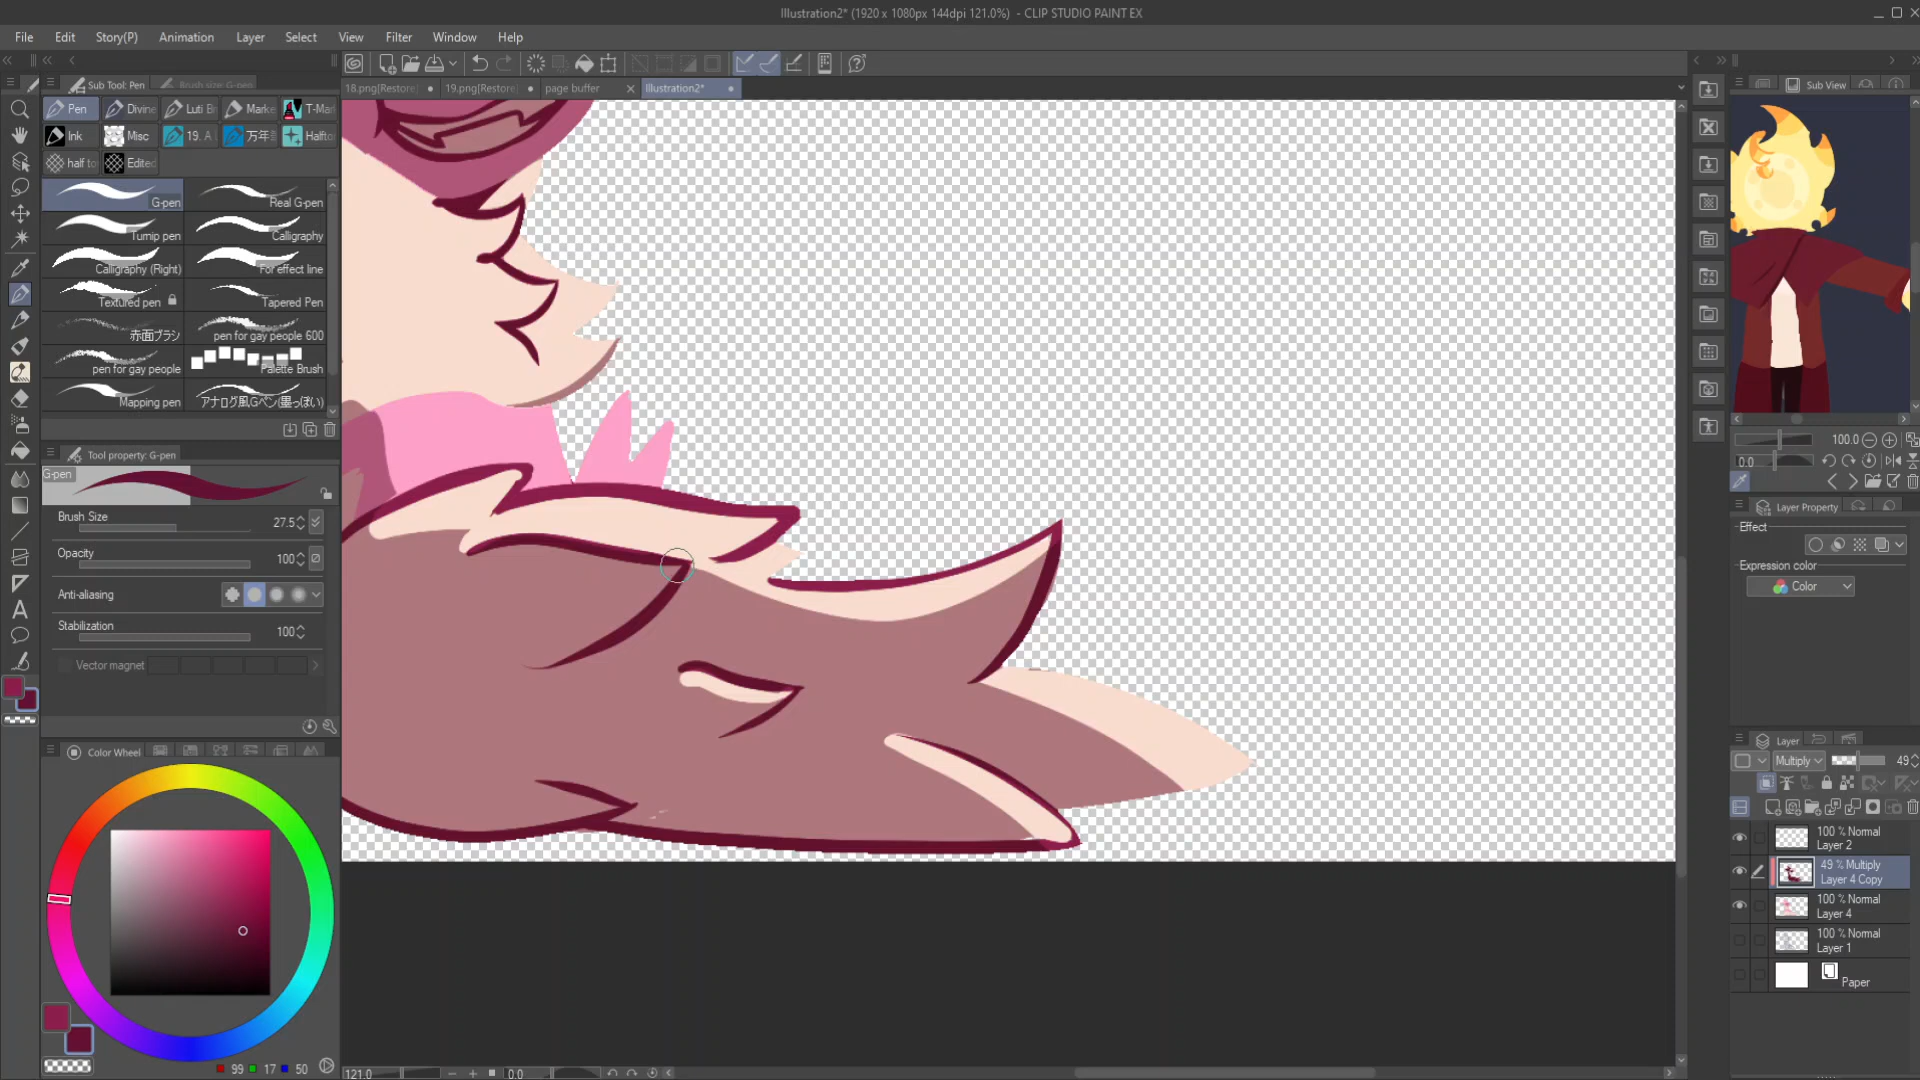 Illustration2* (1920 x 1080px 144dpi 121.0%) - CLIP STUDIO PAINT EX
File Edit Story(P) Animation Layer Select View Filter Window Help
Sub Tool: Pen Brush size: G-pen
18.png[Restore] 19.png[Restore] page buffer Illustration2*
Sub View
Pen Divine Luti Br Marke T-Ma
Ink Misc 19. A 万年 Halfto
half to Edited
G-pen Real G-pen
Turnip pen Calligraphy
Calligraphy (Right) For effect line
Textured pen Tapered Pen
赤面ブラシ pen for gay people 600
pen for gay people Palette Brush
Mapping pen アナログ風Gペン(墨っぽい)
Tool property: G-pen
G-pen
Brush Size 27.5
Opacity 100
Anti-aliasing
Stabilization 100
Vector magnet
Color Wheel
99 17 50
121.0 0.0
100.0
0.0
Layer Property
Effect
Expression color
Color
Layer
Multiply 49
100 % Normal
Layer 2
49 % Multiply
Layer 4 Copy
100 % Normal
Layer 4
100 % Normal
Layer 1
Paper